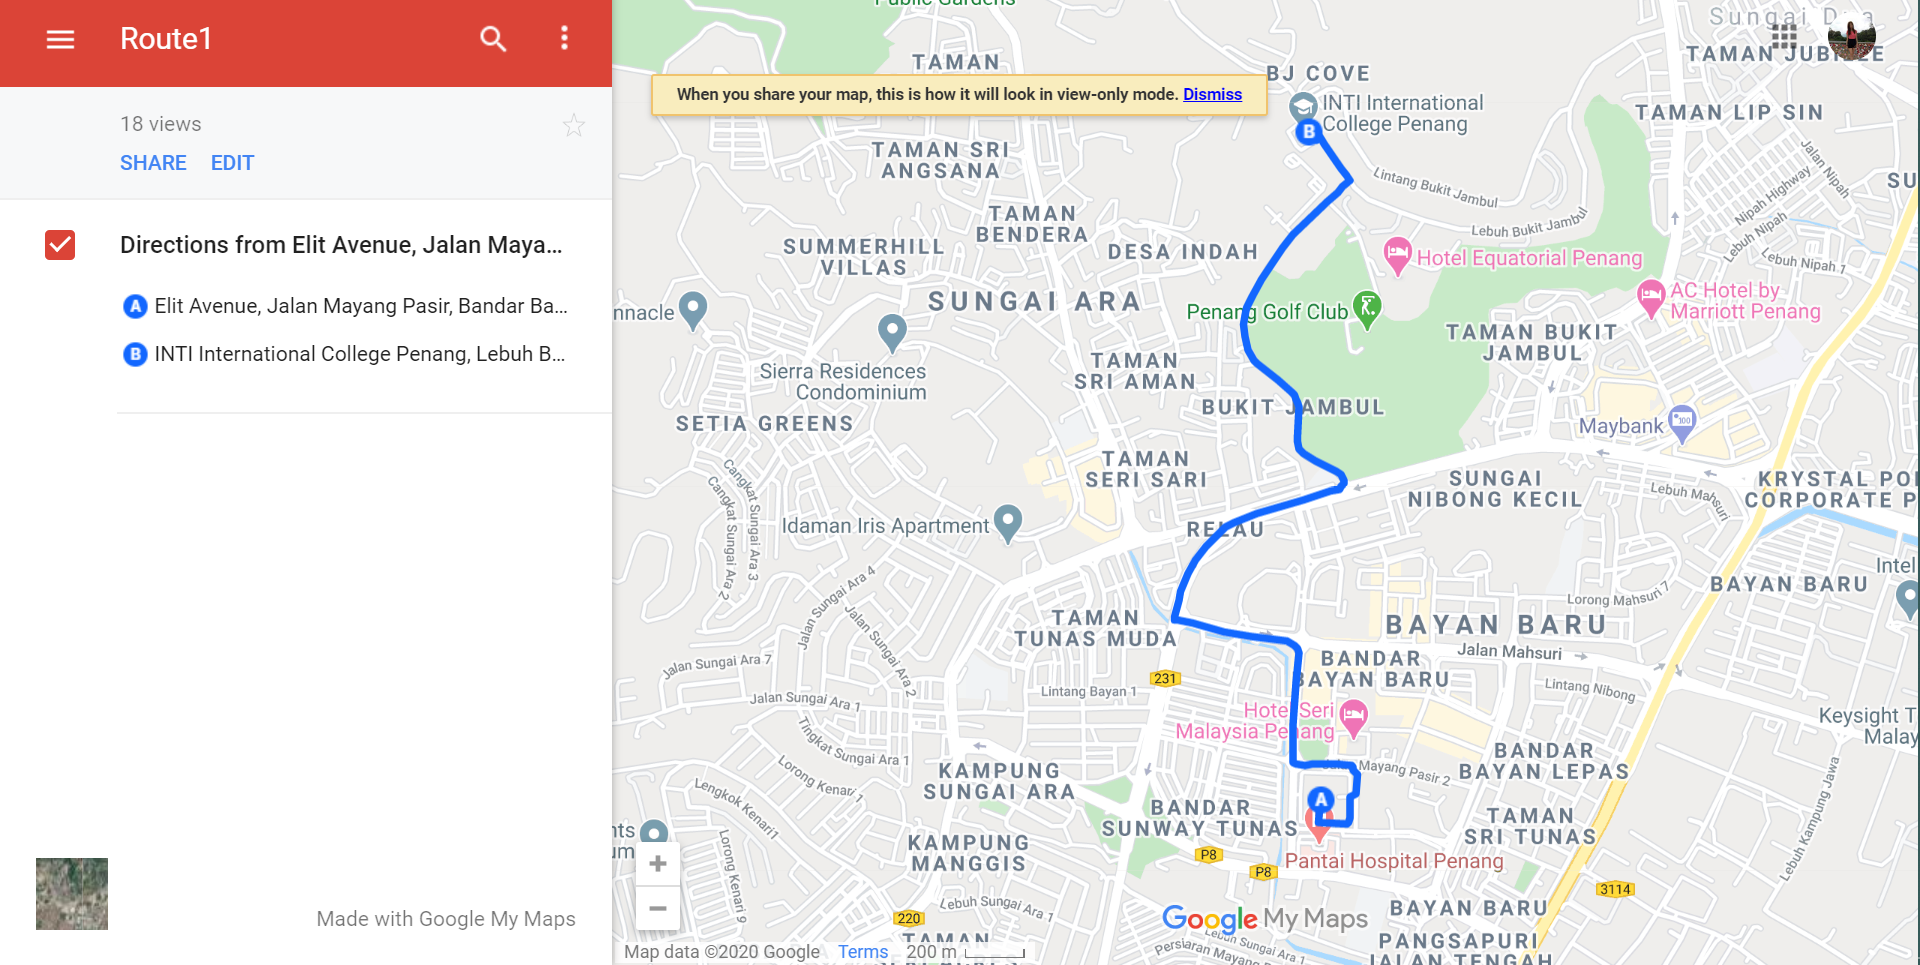 Route1
18 views
SHARE EDIT
Directions from Elit Avenue, Jalan Maya...
A Elit Avenue, Jalan Mayang Pasir, Bandar Ba...
B INTI International College Penang, Lebuh B...
Made with Google My Maps
When you share your map, this is how it will look in view-only mode. Dismiss
Public Gardens
Sungai Dua
TAMAN
BJ COVE
TAMAN JUBILEE
INTI International
College Penang
B
TAMAN LIP SIN
TAMAN SRI
ANGSANA
Lintang Bukit Jambul
Jalan Nipah
Nipah Highway
Lebuh Nipah
Lebuh Nipah 1
SU
TAMAN
BENDERA
Lebuh Bukit Jambul
SUMMERHILL
VILLAS
DESA INDAH
Hotel Equatorial Penang
SUNGAI ARA
nnacle
Penang Golf Club
AC Hotel by
Marriott Penang
TAMAN BUKIT
JAMBUL
Sierra Residences
Condominium
TAMAN
SRI AMAN
BUKIT JAMBUL
SETIA GREENS
Maybank
100
TAMAN
SERI SARI
SUNGAI
NIBONG KECIL
KRYSTAL POI
CORPORATE P
Lebuh Mahsuri
Cangkat Sungai Ara 3
Cangkat Sungai Ara 2
Idaman Iris Apartment
RELAU
Intel
BAYAN BARU
Jalan Sungai Ara 4
Lorong Mahsuri 7
TAMAN
TUNAS MUDA
BAYAN BARU
Jalan Sungai Ara 2
Jalan Mahsuri
BANDAR
BAYAN BARU
Jalan Sungai Ara 7
231
Lintang Bayan 1
Lintang Nibong
Jalan Sungai Ara 1
Hotel Seri
Malaysia Penang
Keysight T
Malay
Tingkat Sungai Ara 1
BANDAR
BAYAN LEPAS
Jalan Mayang Pasir 2
KAMPUNG
SUNGAI ARA
Lorong Kenari 1
Lengkok Kenari1
A
BANDAR
SUNWAY TUNAS
TAMAN
SRI TUNAS
Lebuh Kampung Jawa
nts
um
KAMPUNG
MANGGIS
P8
Pantai Hospital Penang
P8
Lorong Kenari 9
3114
Lebuh Sungai Ara 1
220
BAYAN BARU
Google My Maps
TAMAN
PANGSAPURI
JALAN TENGAH
Persiaran Mayang
Map data ©2020 Google Terms 200 m